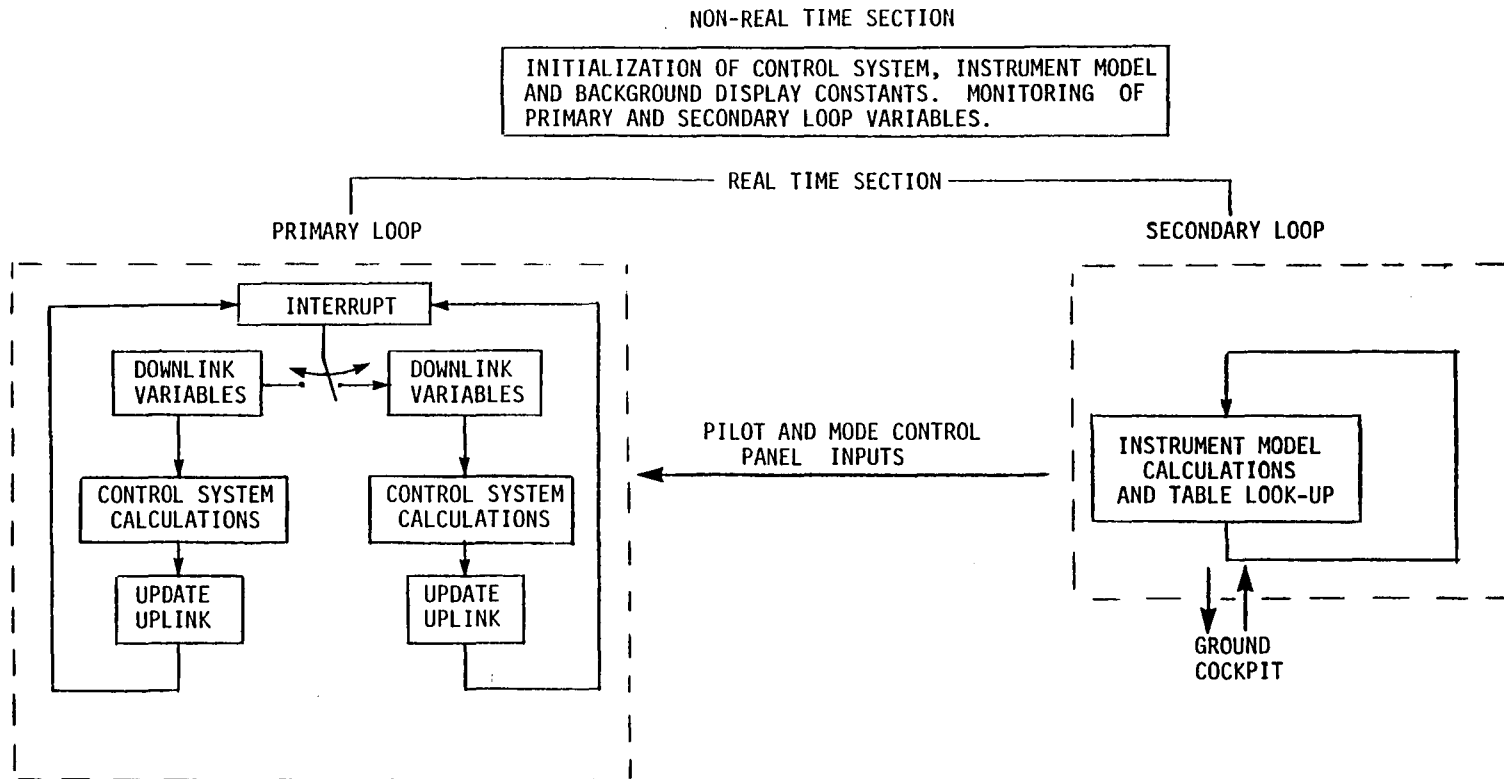 NON-REAL TIME SECTION
INITIALIZATION OF CONTROL SYSTEM, INSTRUMENT MODEL
AND BACKGROUND DISPLAY CONSTANTS. MONITORING OF
PRIMARY AND SECONDARY LOOP VARIABLES.
REAL TIME SECTION
PRIMARY LOOP
INTERRUPT
DOWNLINK
VARIABLES
CONTROL SYSTEM
CALCULATIONS
UPDATE
UPLINK
DOWNLINK
VARIABLES
CONTROL SYSTEM
CALCULATIONS
UPDATE
UPLINK
PILOT AND MODE CONTROL
PANEL INPUTS
SECONDARY LOOP
INSTRUMENT MODEL
CALCULATIONS
AND TABLE LOOK-UP
GROUND
COCKPIT